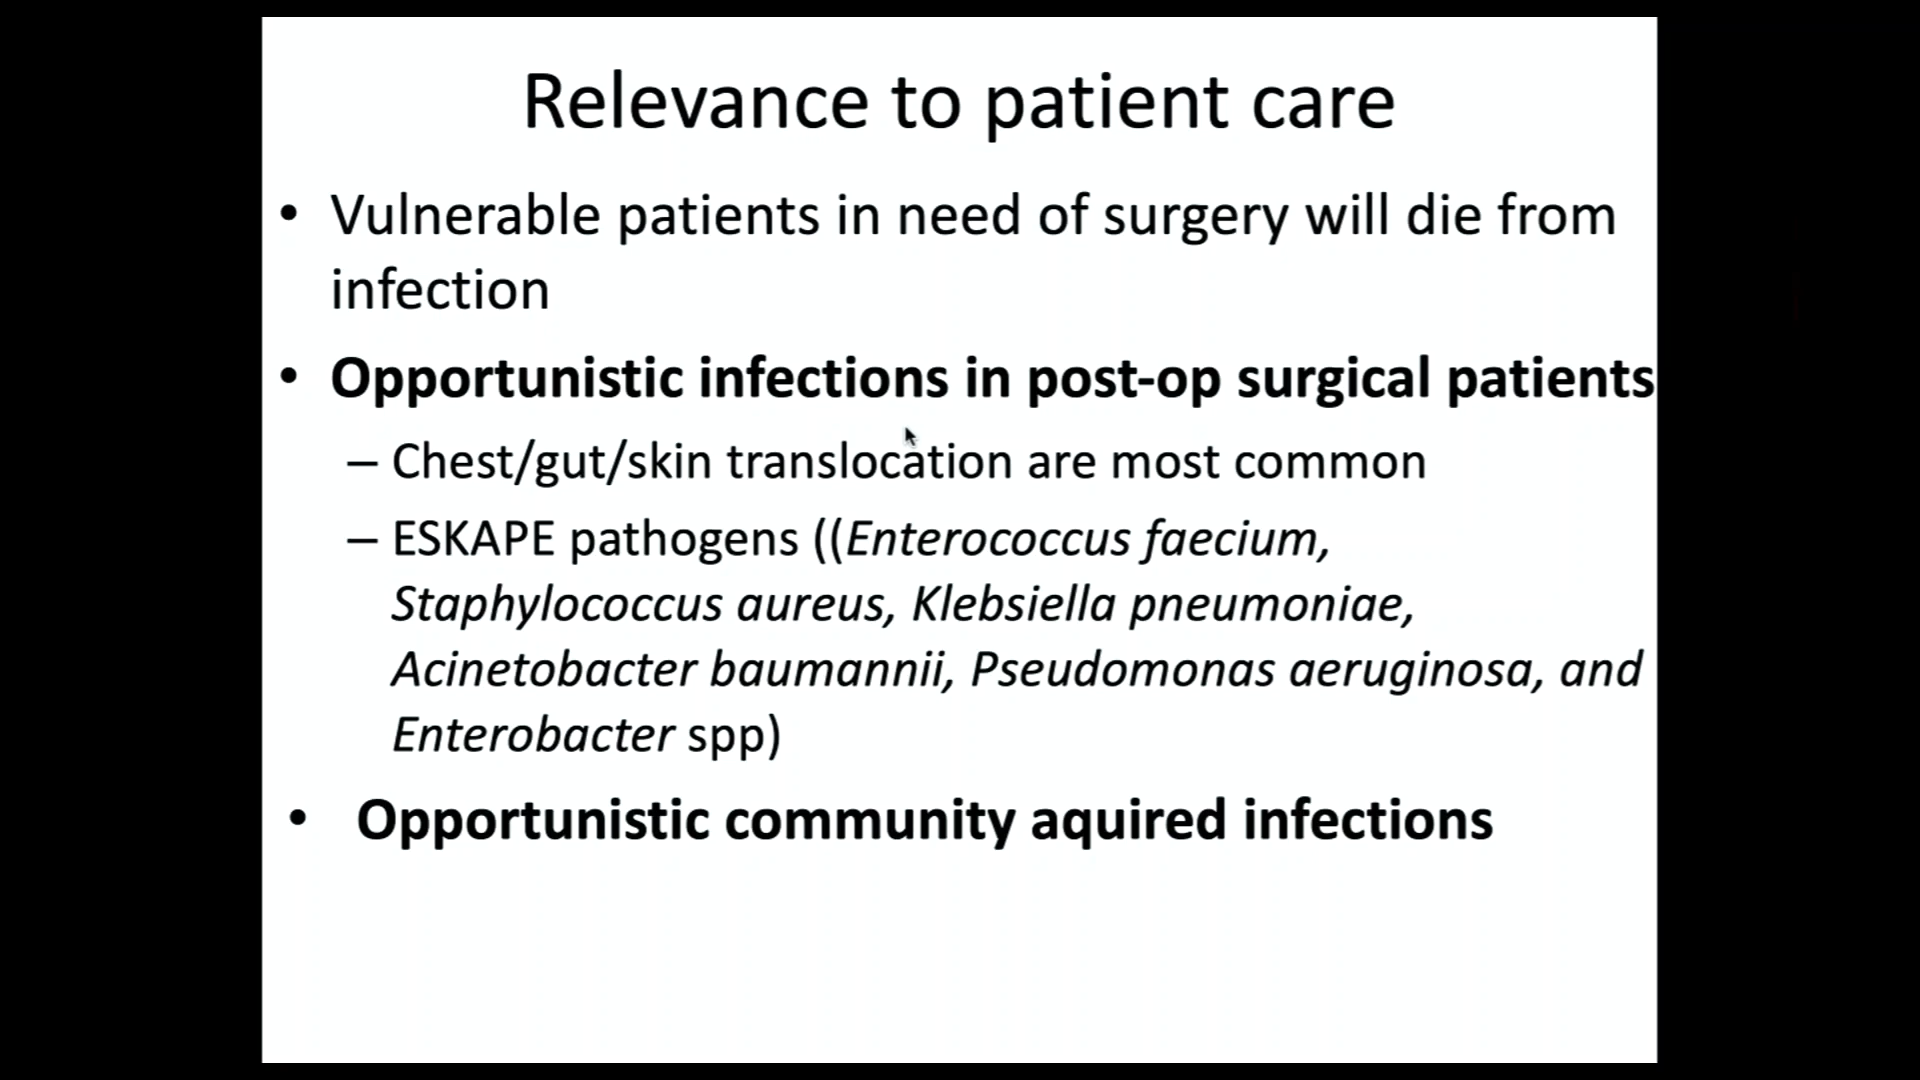 Relevance to patient care
• Vulnerable patients in need of surgery will die from
infection
• Opportunistic infections in post-op surgical patients
– Chest/gut/skin translocation are most common
– ESKAPE pathogens ((Enterococcus faecium,
Staphylococcus aureus, Klebsiella pneumoniae,
Acinetobacter baumannii, Pseudomonas aeruginosa, and
Enterobacter spp)
• Opportunistic community aquired infections